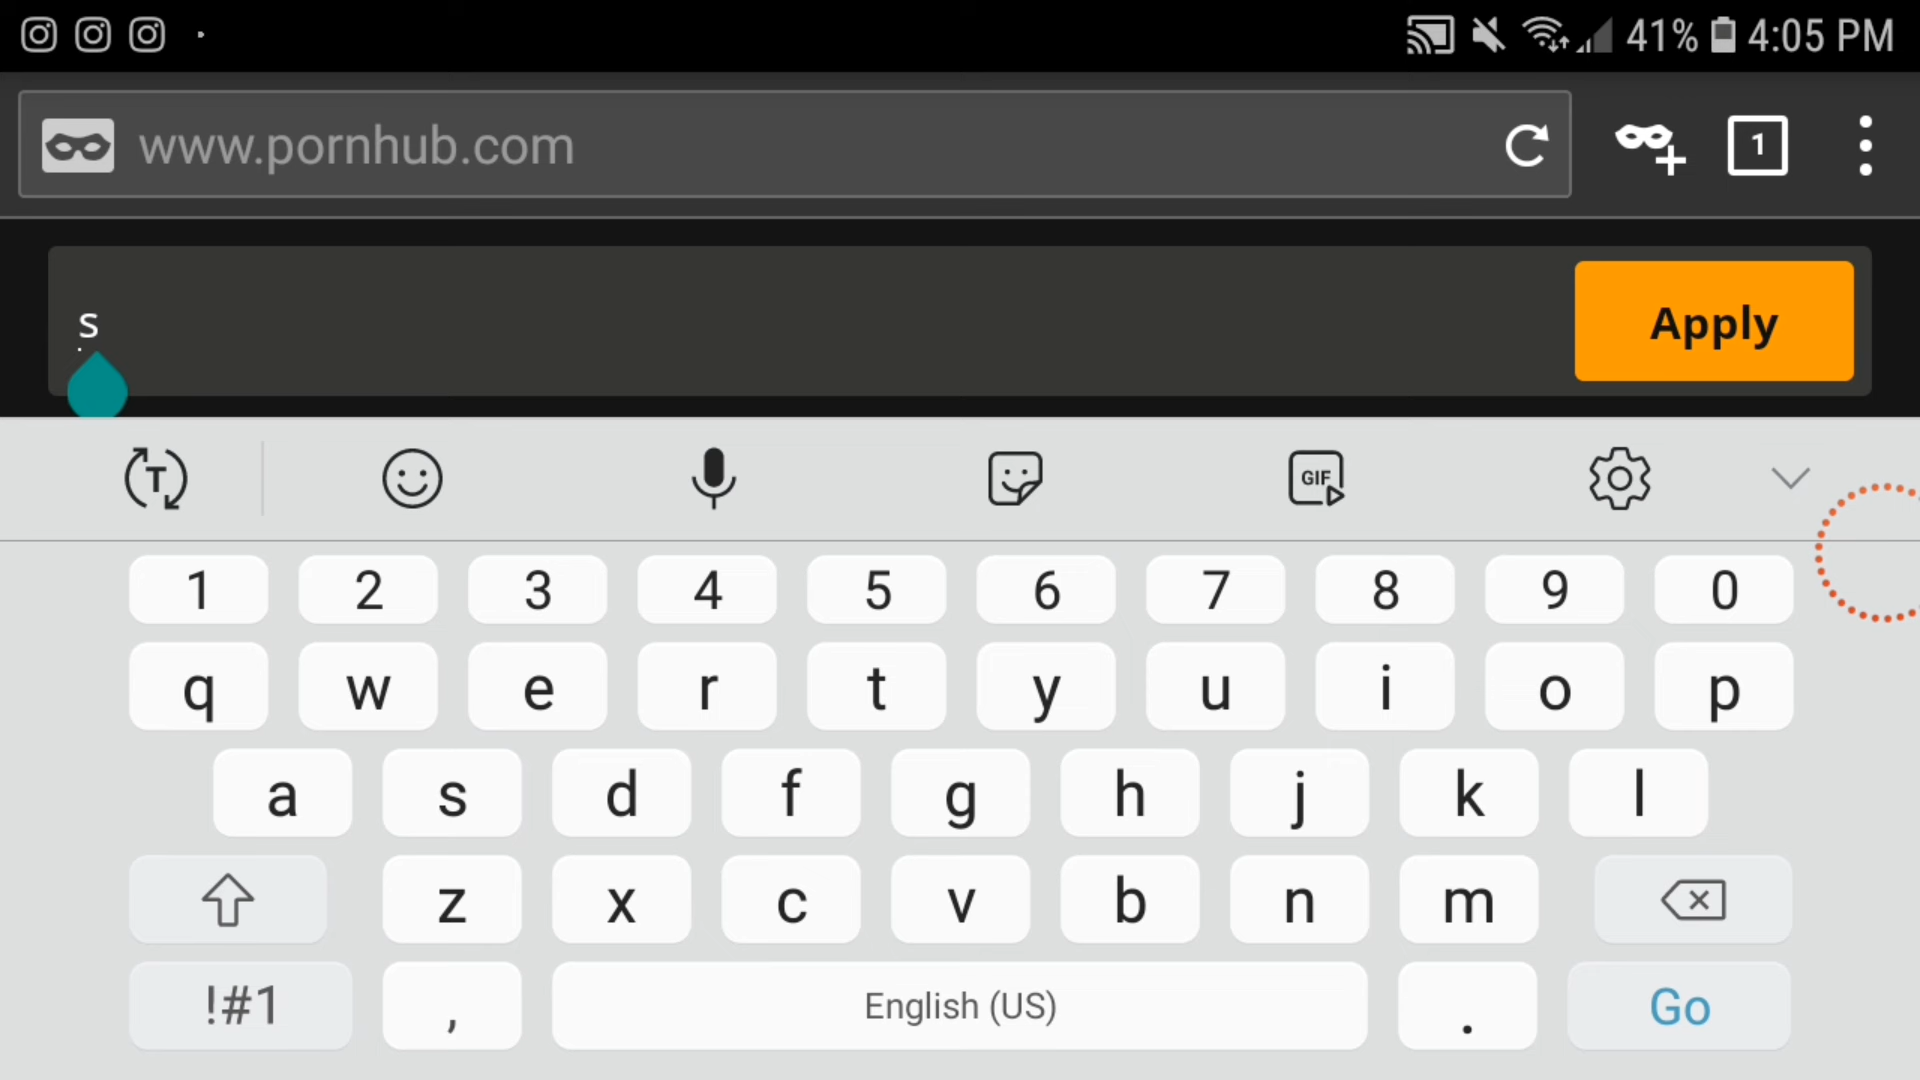 41% 4:05 PM
www.pornhub.com 1
s Apply
T GIF
1 2 3 4 5 6 7 8 9 0
q w e r t y u i o p
a s d f g h j k l
z x c v b n m
!#1 , English (US) . Go